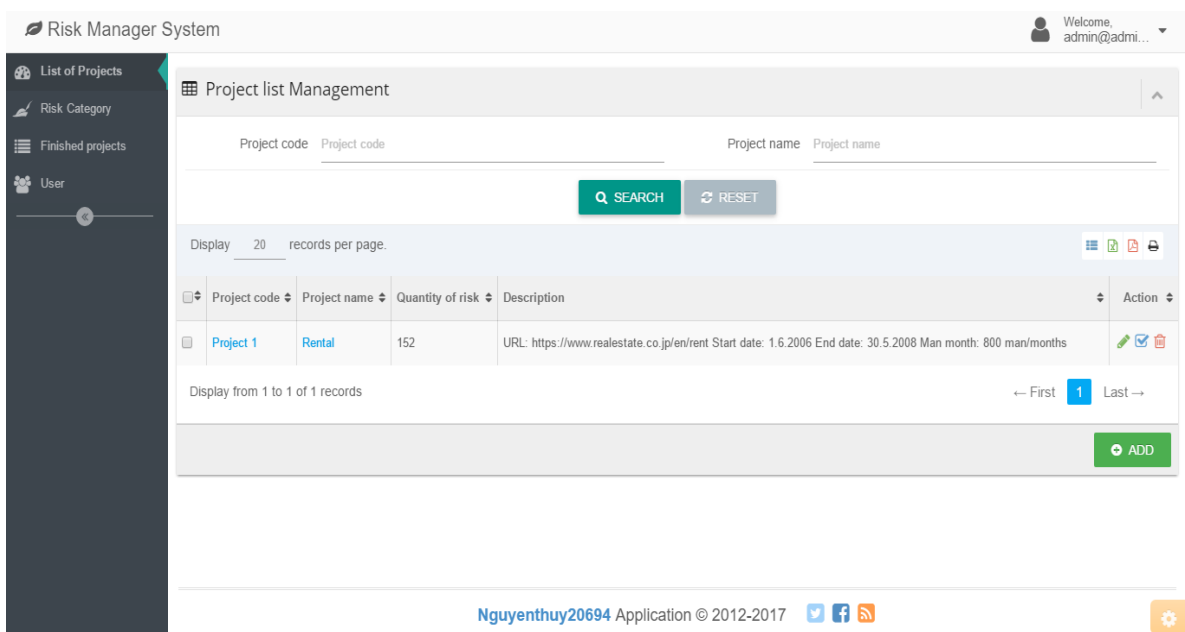 Risk Manager System
Welcome,
admin@admi...
List of Projects
Risk Category
Finished projects
User
Project list Management
Project code Project code Project name Project name
SEARCH RESET
Display 20 records per page.
Project code Project name Quantity of risk Description Action
Project 1 Rental 152 URL: https://www.realestate.co.jp/en/rent Start date: 1.6.2006 End date: 30.5.2008 Man month: 800 man/months
Display from 1 to 1 of 1 records ← First 1 Last →
ADD
Nguyenthuy20694 Application © 2012-2017